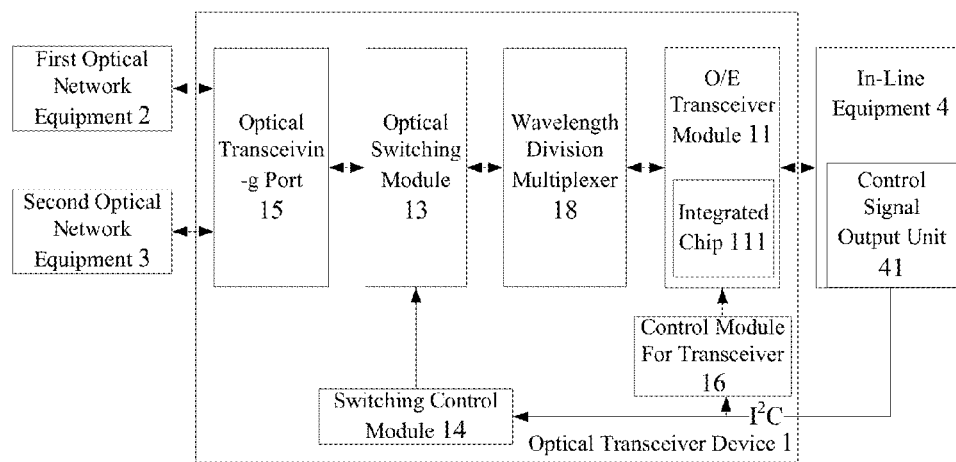 First Optical
Network
Equipment 2
Second Optical
Network
Equipment 3
Optical
Transceivin
-g Port
15
Optical
Switching
Module
13
Wavelength
Division
Multiplexer
18
O/E
Transceiver
Module 11
Integrated
Chip 111
In-Line
Equipment 4
Control
Signal
Output Unit
41
Control Module
For Transceiver
16
Switching Control
Module 14
I²C
Optical Transceiver Device 1